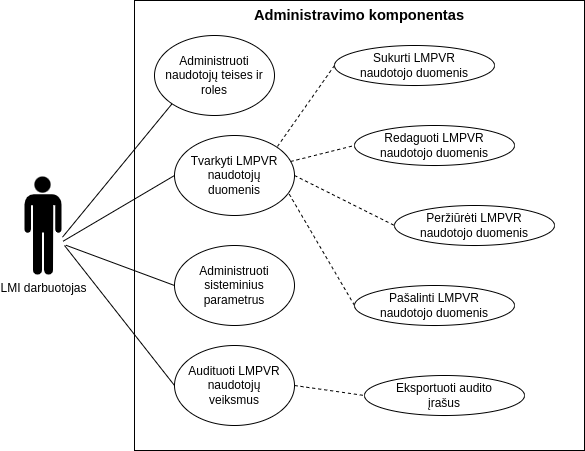 Administravimo komponentas
Administruoti
naudotojų teises ir
roles
Sukurti LMPVR
naudotojo duomenis
Tvarkyti LMPVR
naudotojų
duomenis
Redaguoti LMPVR
naudotojo duomenis
Peržiūrėti LMPVR
naudotojo duomenis
LMI darbuotojas
Administruoti
sisteminius
parametrus
Pašalinti LMPVR
naudotojo duomenis
Audituoti LMPVR
naudotojų
veiksmus
Eksportuoti audito
įrašus